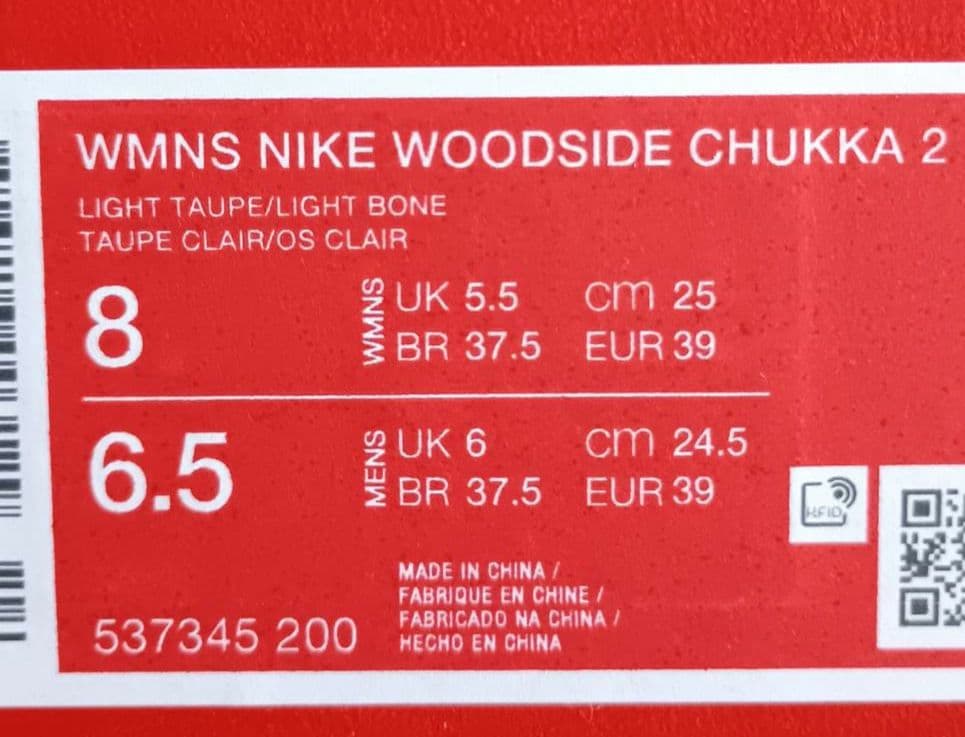 WMNS NIKE WOODSIDE CHUKKA 2
LIGHT TAUPE/LIGHT BONE
TAUPE CLAIR/OS CLAIR
8 WMNS UK 5.5 cm 25
BR 37.5 EUR 39
6.5 MENS UK 6 cm 24.5
BR 37.5 EUR 39
RFID
MADE IN CHINA /
FABRIQUE EN CHINE /
FABRICADO NA CHINA /
HECHO EN CHINA
537345 200